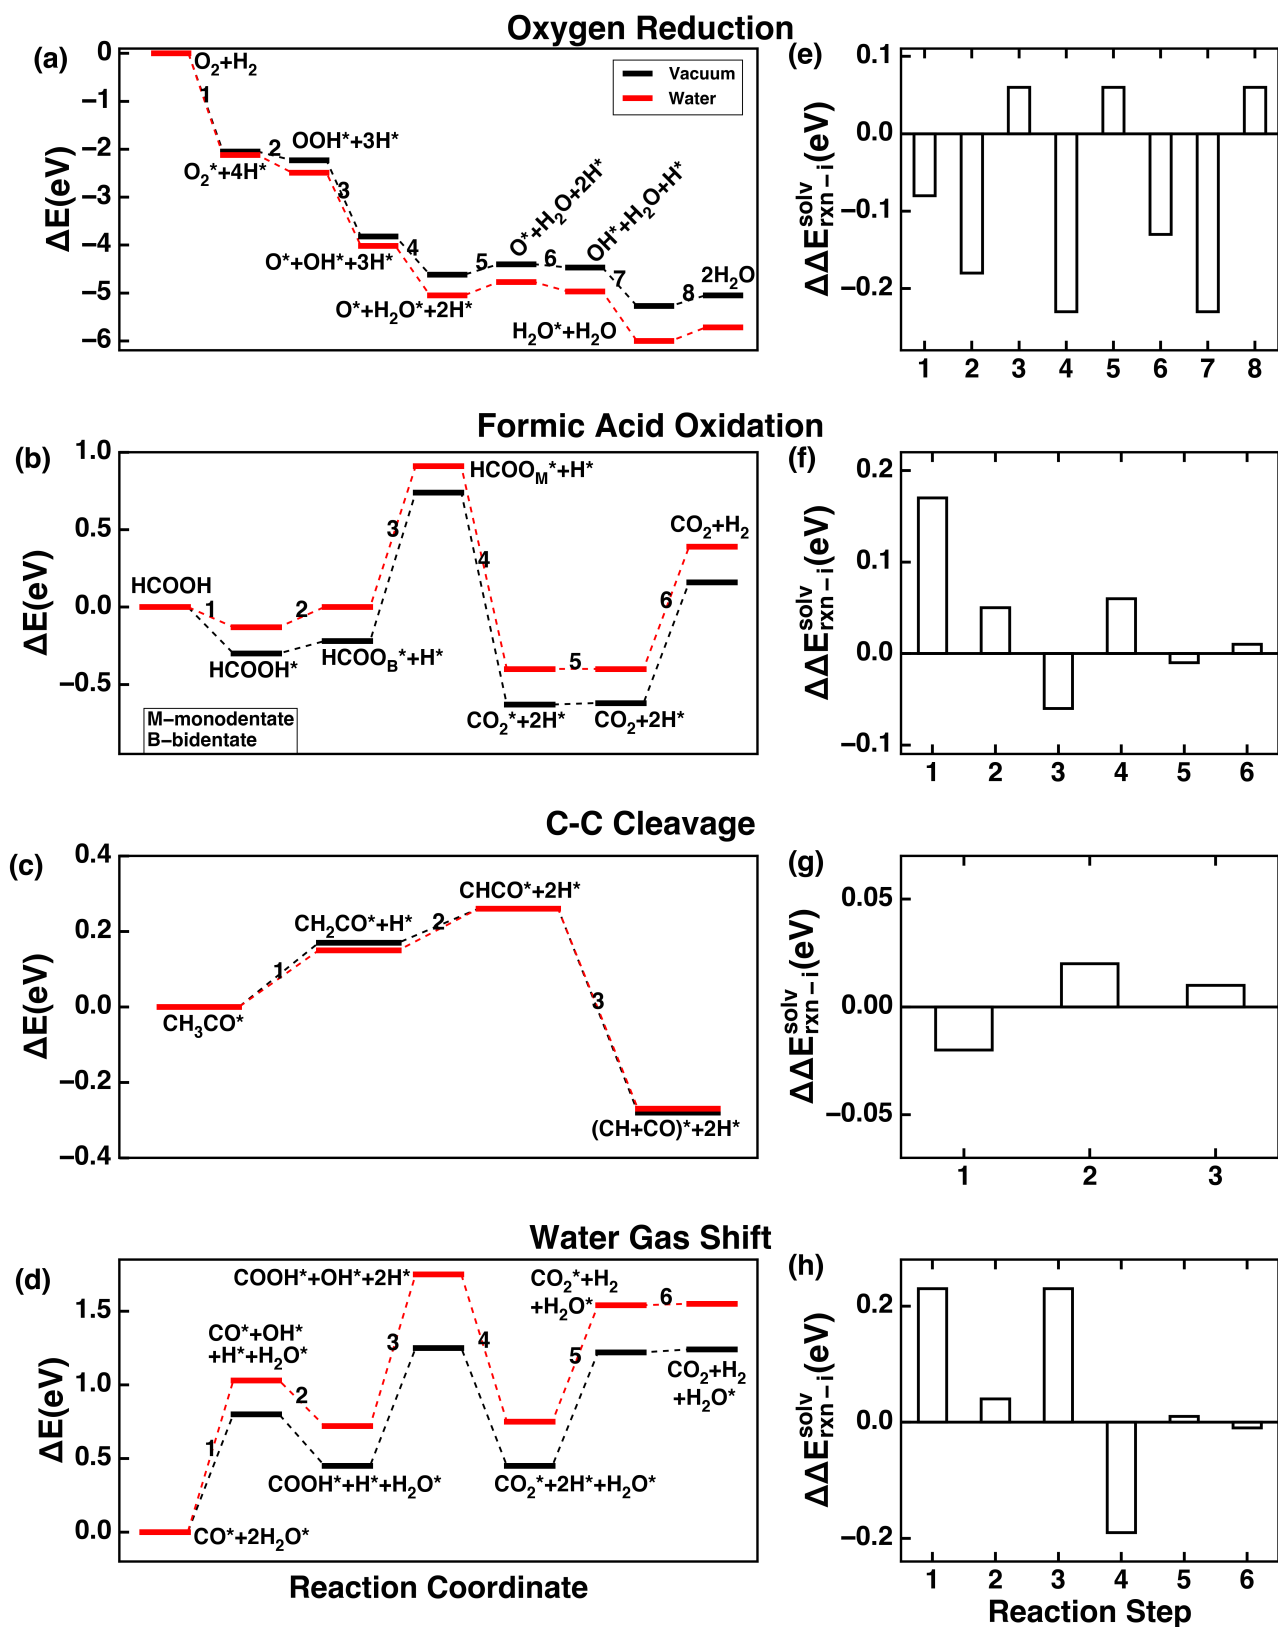 Oxygen Reduction
(a)
ΔE(eV)
0
−1
−2
−3
−4
−5
−6
Vacuum
Water
O2+H2
1
O2*+4H*
2
OOH*+3H*
3
O*+OH*+3H*
4
O*+H2O*+2H*
5
O*+H2O+2H*
6
OH*+H2O+H*
7
H2O*+H2O
8
2H2O
(e)
ΔΔE solv rxn−i (eV)
0.1
0.0
−0.1
−0.2
1 2 3 4 5 6 7 8
Formic Acid Oxidation
(b)
ΔE(eV)
1.0
0.5
0.0
−0.5
HCOOH
1
HCOOH*
2
HCOOB*+H*
3
HCOOM*+H*
4
CO2*+2H*
5
CO2+2H*
6
CO2+H2
M−monodentate
B−bidentate
(f)
ΔΔE solv rxn−i (eV)
0.2
0.1
0.0
−0.1
1 2 3 4 5 6
C-C Cleavage
(c)
ΔE(eV)
0.4
0.2
0.0
−0.2
−0.4
CH3CO*
1
CH2CO*+H*
2
CHCO*+2H*
3
(CH+CO)*+2H*
(g)
ΔΔE solv rxn−i (eV)
0.05
0.00
−0.05
1 2 3
Water Gas Shift
(d)
ΔE(eV)
1.5
1.0
0.5
0.0
CO*+2H2O*
1
CO*+OH*
+H*+H2O*
2
COOH*+H*+H2O*
3
COOH*+OH*+2H*
4
CO2*+2H*+H2O*
5
CO2*+H2
+H2O*
6
CO2+H2
+H2O*
Reaction Coordinate
(h)
ΔΔE solv rxn−i (eV)
0.2
0.0
−0.2
1 2 3 4 5 6
Reaction Step